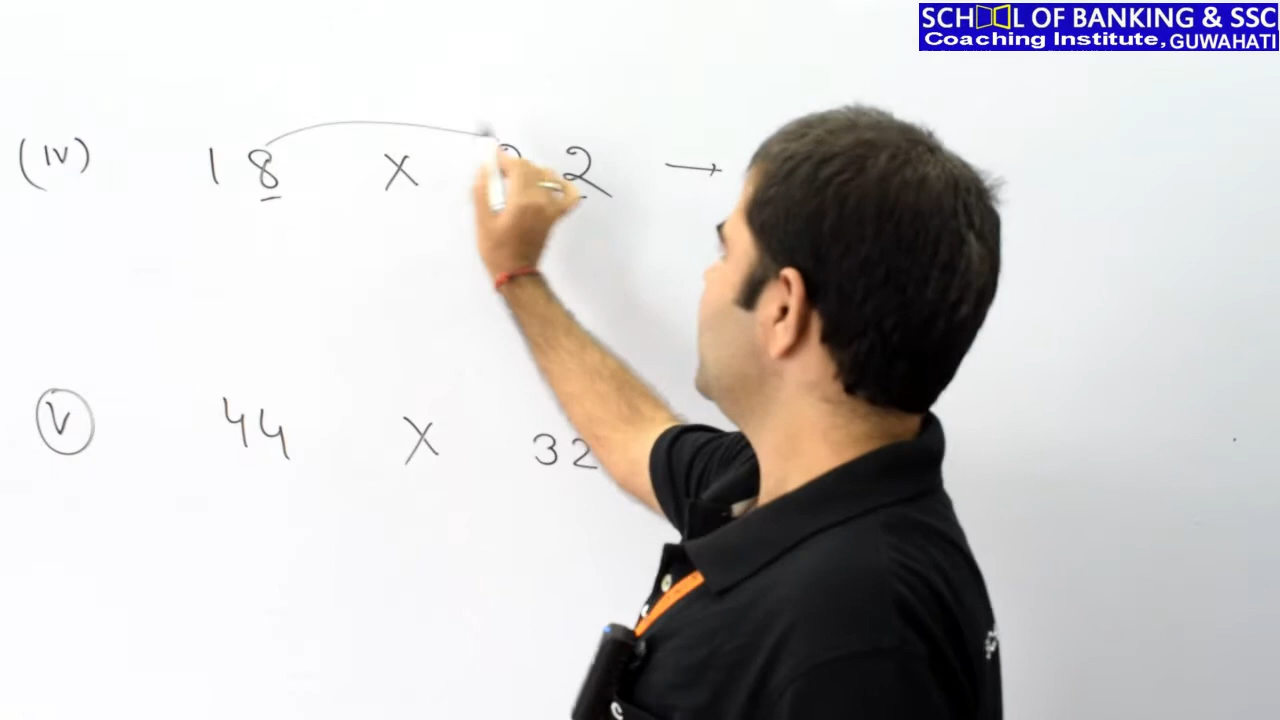 SCHOOL OF BANKING & SSC
Coaching Institute, GUWAHATI
(iv) 18 X 2 →
V 44 X 32